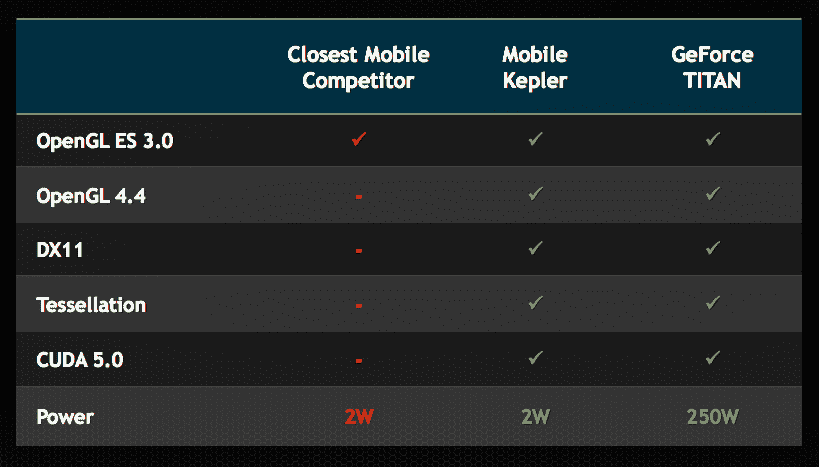 Closest Mobile Competitor Mobile Kepler GeForce TITAN
OpenGL ES 3.0 ✓ ✓ ✓
OpenGL 4.4 - ✓ ✓
DX11 - ✓ ✓
Tessellation - ✓ ✓
CUDA 5.0 - ✓ ✓
Power 2W 2W 250W